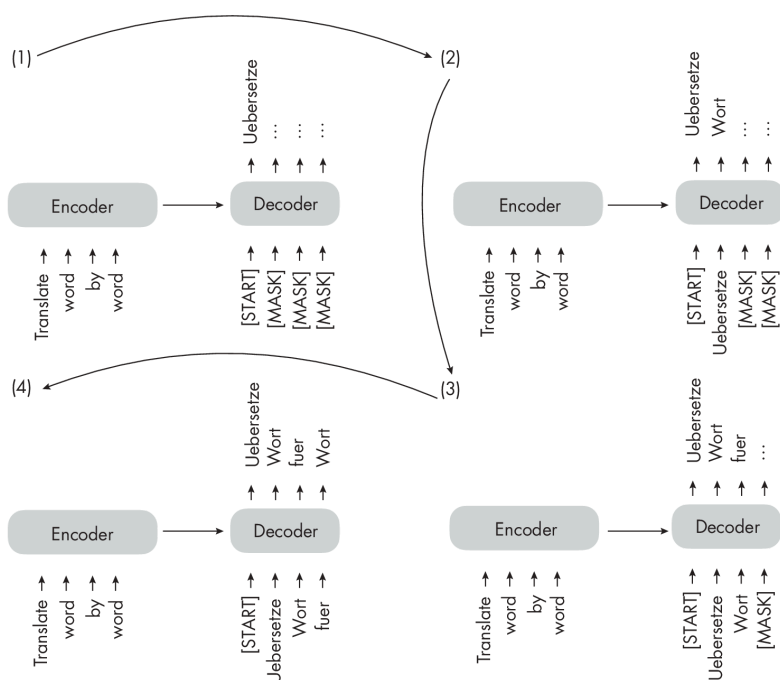 (1)
(2)
Uebersetze
...
...
...
Encoder
Decoder
Translate
word
by
word
[START]
[MASK]
[MASK]
[MASK]
Uebersetze
Wort
...
...
Encoder
Decoder
Translate
word
by
word
[START]
Uebersetze
[MASK]
[MASK]
(4)
(3)
Uebersetze
Wort
fuer
Wort
Encoder
Decoder
Translate
word
by
word
[START]
Uebersetze
Wort
fuer
Uebersetze
Wort
fuer
...
Encoder
Decoder
Translate
word
by
word
[START]
Uebersetze
Wort
[MASK]